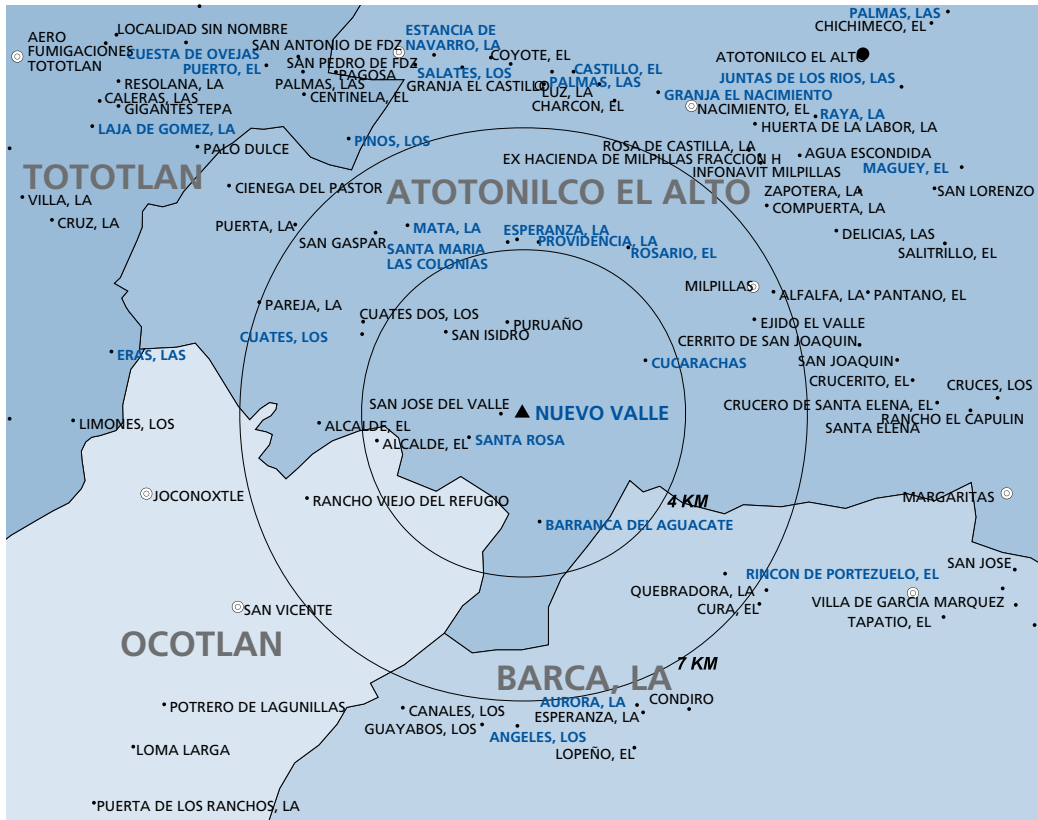 PALMAS, LAS
CHICHIMECO, EL
LOCALIDAD SIN NOMBRE
ESTANCIA DE
NAVARRO, LA
AERO
FUMIGACIONES
TOTOTLAN
CUESTA DE OVEJAS
SAN ANTONIO DE FDZ
COYOTE, EL
ATOTONILCO EL ALTO
PUERTO, EL
SAN PEDRO DE FDZ
PAGOSA
SALATES, LOS
CASTILLO, EL
JUNTAS DE LOS RIOS, LAS
RESOLANA, LA
PALMAS, LAS
GRANJA EL CASTILLO
PALMAS, LAS
LUZ, LA
GRANJA EL NACIMIENTO
CALERAS, LAS
CENTINELA, EL
GIGANTES TEPA
CHARCON, EL
NACIMIENTO, EL
RAYA, LA
LAJA DE GOMEZ, LA
HUERTA DE LA LABOR, LA
PINOS, LOS
PALO DULCE
ROSA DE CASTILLA, LA
EX HACIENDA DE MILPILLAS FRACCION H
AGUA ESCONDIDA
INFONAVIT MILPILLAS
MAGUEY, EL
TOTOTLAN
CIENEGA DEL PASTOR
ATOTONILCO EL ALTO
ZAPOTERA, LA
SAN LORENZO
VILLA, LA
COMPUERTA, LA
CRUZ, LA
PUERTA, LA
MATA, LA
ESPERANZA, LA
DELICIAS, LAS
SAN GASPAR
SANTA MARIA
LAS COLONIAS
PROVIDENCIA, LA
ROSARIO, EL
SALITRILLO, EL
MILPILLAS
ALFALFA, LA
PANTANO, EL
PAREJA, LA
CUATES DOS, LOS
PURUAÑO
EJIDO EL VALLE
CUATES, LOS
SAN ISIDRO
CERRITO DE SAN JOAQUIN
ERAS, LAS
CUCARACHAS
SAN JOAQUIN
CRUCERITO, EL
CRUCES, LOS
SAN JOSE DEL VALLE
NUEVO VALLE
CRUCERO DE SANTA ELENA, EL
RANCHO EL CAPULIN
LIMONES, LOS
ALCALDE, EL
SANTA ELENA
ALCALDE, EL
SANTA ROSA
JOCONOXTLE
RANCHO VIEJO DEL REFUGIO
4 KM
MARGARITAS
BARRANCA DEL AGUACATE
SAN JOSE
RINCON DE PORTEZUELO, EL
QUEBRADORA, LA
SAN VICENTE
CURA, EL
VILLA DE GARCIA MARQUEZ
TAPATIO, EL
OCOTLAN
7 KM
BARCA, LA
POTRERO DE LAGUNILLAS
CANALES, LOS
AURORA, LA
CONDIRO
GUAYABOS, LOS
ESPERANZA, LA
ANGELES, LOS
LOMA LARGA
LOPEÑO, EL
PUERTA DE LOS RANCHOS, LA